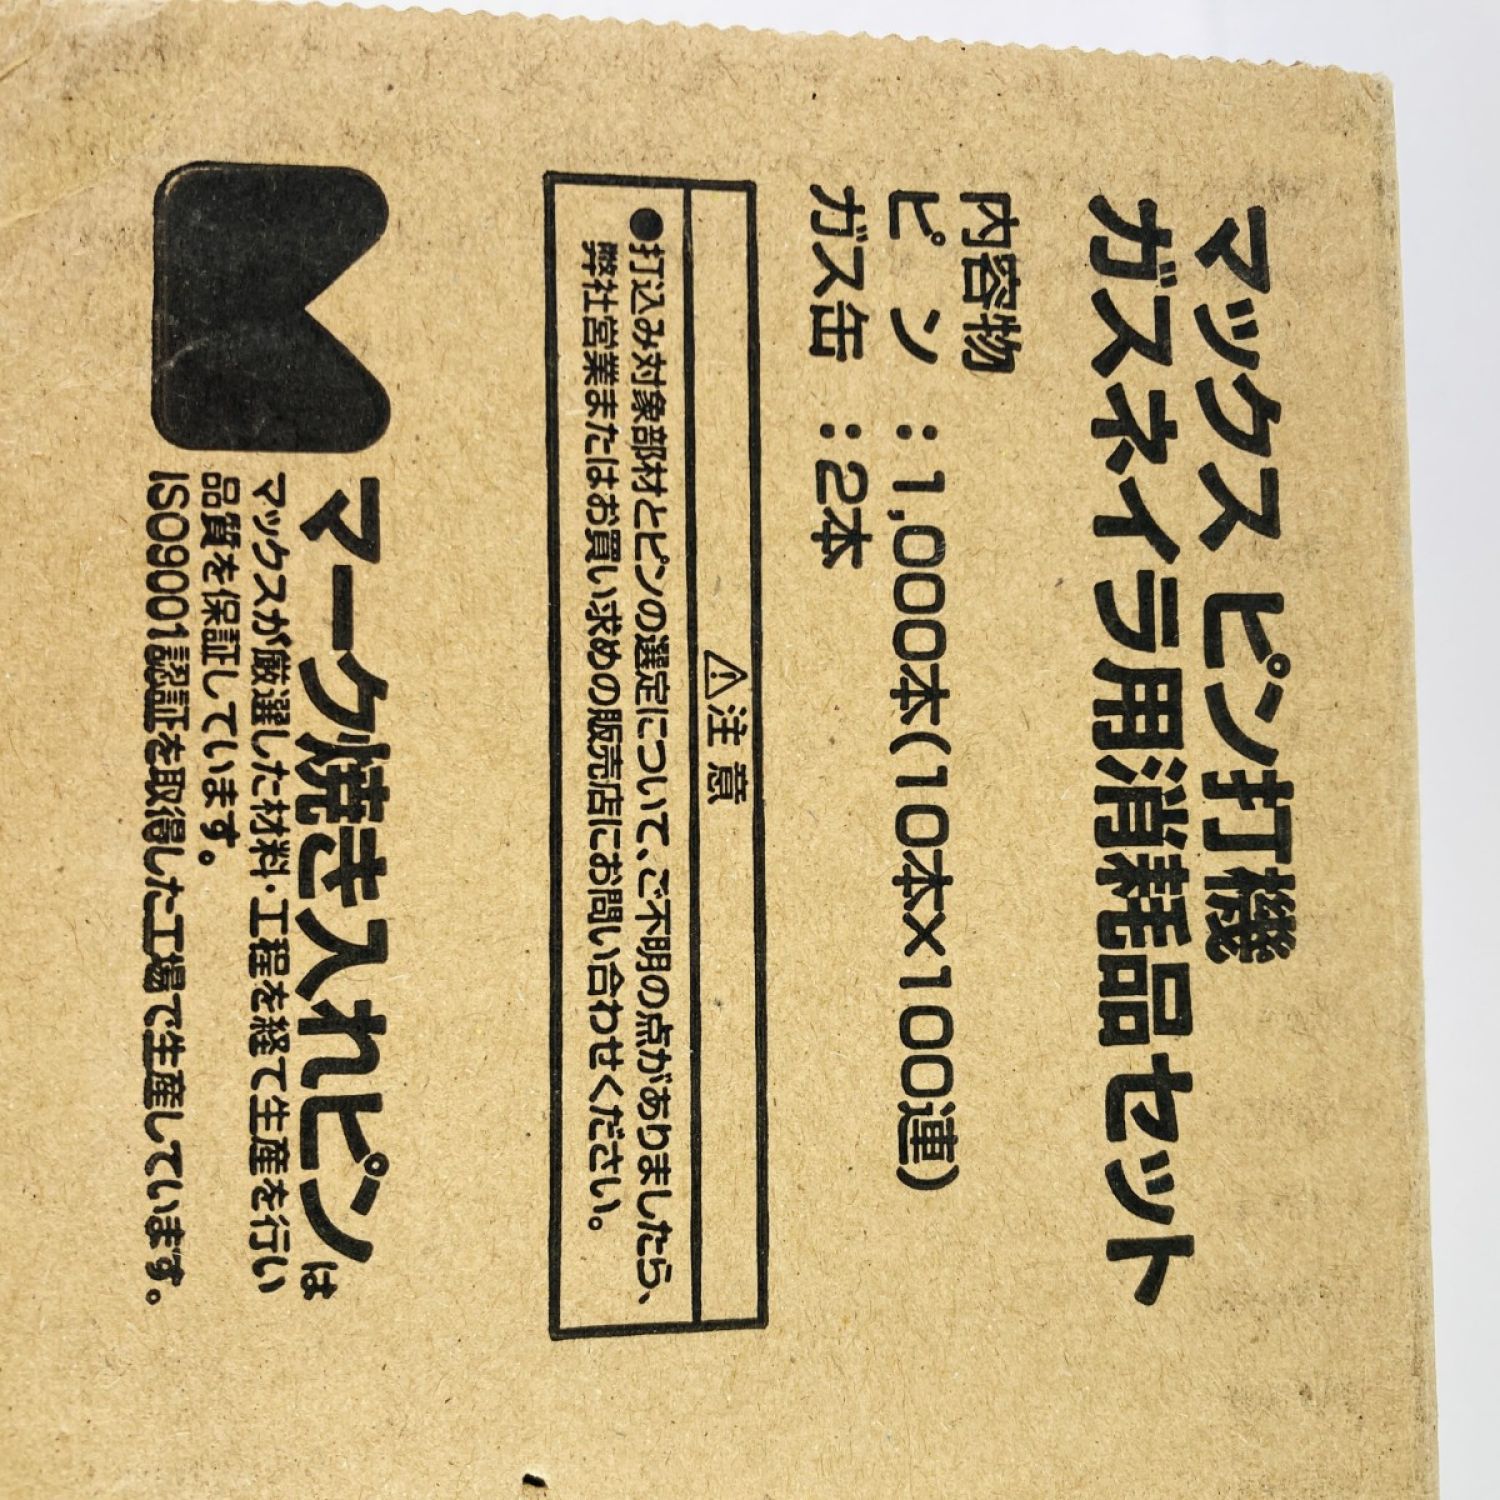 マックス ピン打機
ガスネイラ用消耗品セット
内容物
ピン：1,000本(10本×100連)
ガス缶：2本
⚠注意
●打込み対象部材とピンの選定について、ご不明の点がありましたら、
弊社営業またはお買い求めの販売店にお問い合わせください。
マーク焼き入れピンは
マックスが厳選した材料・工程を経て生産を行い
品質を保証しています。
ISO9001認証を取得した工場で生産しています。